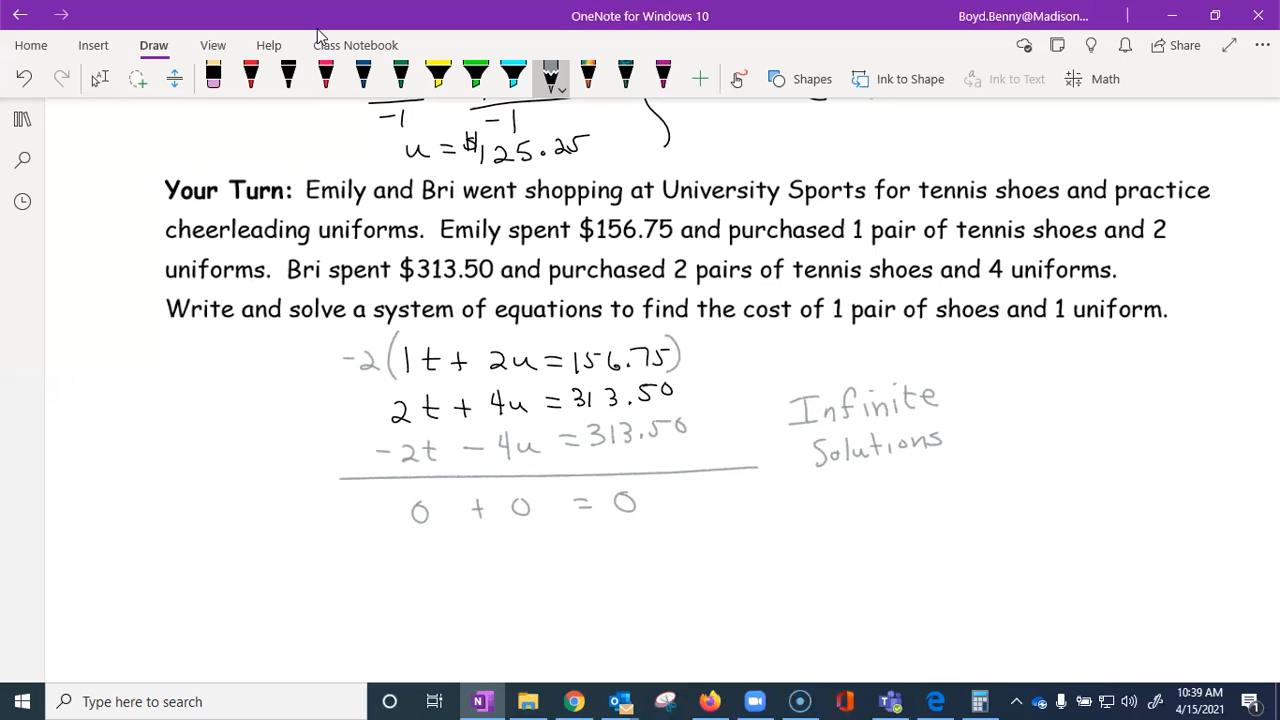 OneNote for Windows 10
Boyd.Benny@Madison...
Home Insert Draw View Help Class Notebook
Share
Shapes Ink to Shape Ink to Text Math
-1 -1
u = $125.25
Your Turn: Emily and Bri went shopping at University Sports for tennis shoes and practice
cheerleading uniforms. Emily spent $156.75 and purchased 1 pair of tennis shoes and 2
uniforms. Bri spent $313.50 and purchased 2 pairs of tennis shoes and 4 uniforms.
Write and solve a system of equations to find the cost of 1 pair of shoes and 1 uniform.
-2(1t + 2u = 156.75)
2t + 4u = 313.50
-2t - 4u = 313.50
0 + 0 = 0
Infinite
Solutions
Type here to search
10:39 AM
4/15/2021